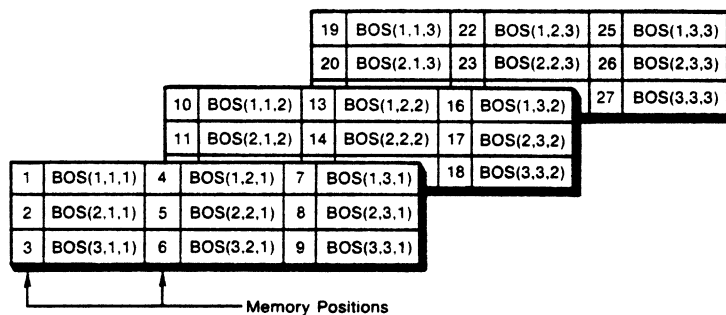 19 BOS(1,1,3) 22 BOS(1,2,3) 25 BOS(1,3,3)
20 BOS(2,1,3) 23 BOS(2,2,3) 26 BOS(2,3,3)
27 BOS(3,3,3)
10 BOS(1,1,2) 13 BOS(1,2,2) 16 BOS(1,3,2)
11 BOS(2,1,2) 14 BOS(2,2,2) 17 BOS(2,3,2)
18 BOS(3,3,2)
1 BOS(1,1,1) 4 BOS(1,2,1) 7 BOS(1,3,1)
2 BOS(2,1,1) 5 BOS(2,2,1) 8 BOS(2,3,1)
3 BOS(3,1,1) 6 BOS(3,2,1) 9 BOS(3,3,1)
Memory Positions